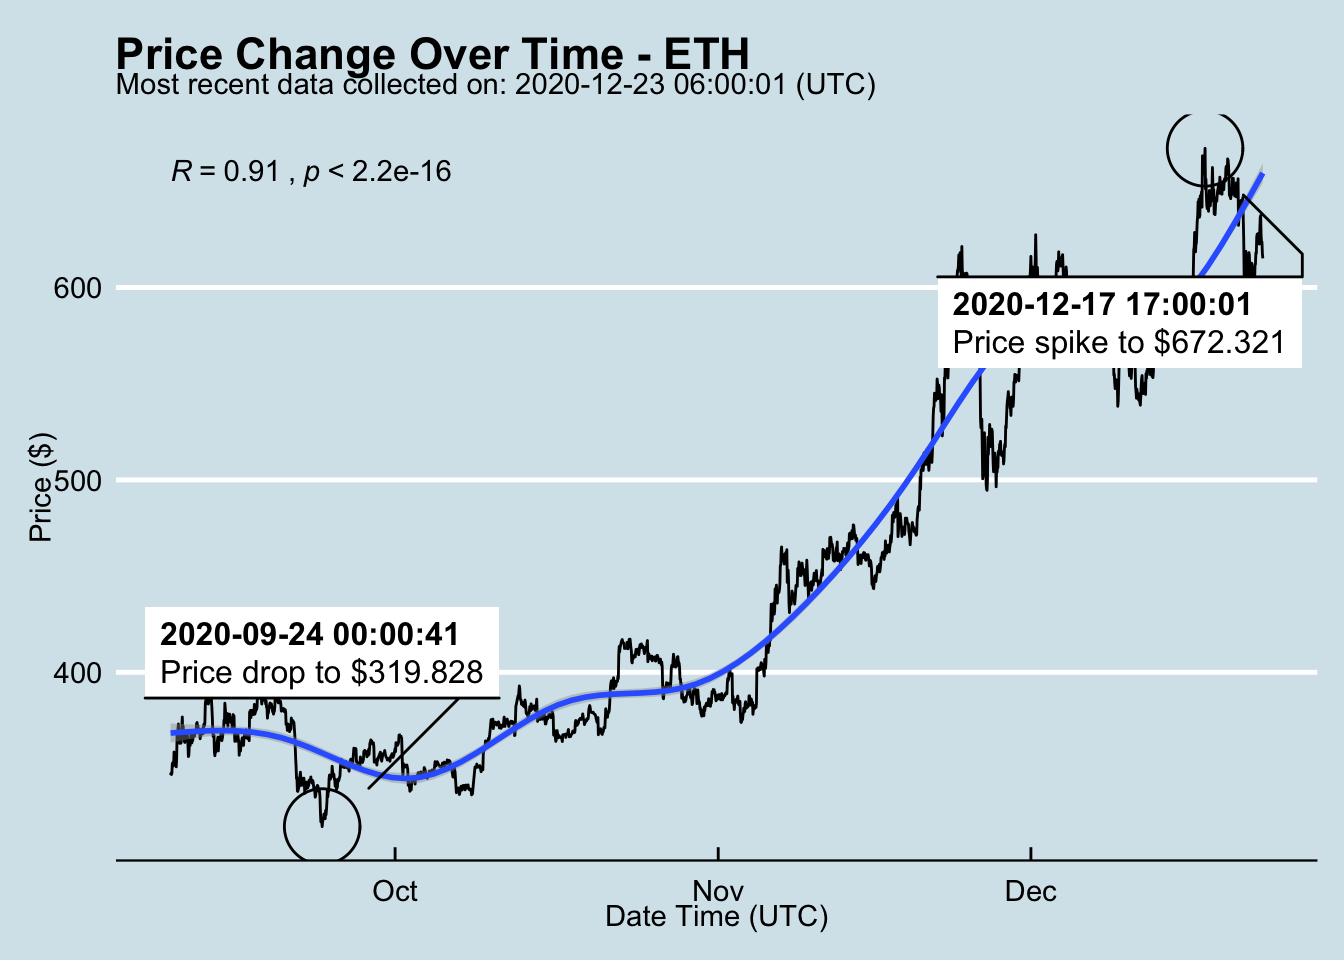 Price Change Over Time - ETH
Most recent data collected on: 2020-12-23 06:00:01 (UTC)
R = 0.91 , p < 2.2e-16
600
2020-12-17 17:00:01
Price spike to $672.321
Price ($)
500
2020-09-24 00:00:41
Price drop to $319.828
400
Oct
Nov
Dec
Date Time (UTC)